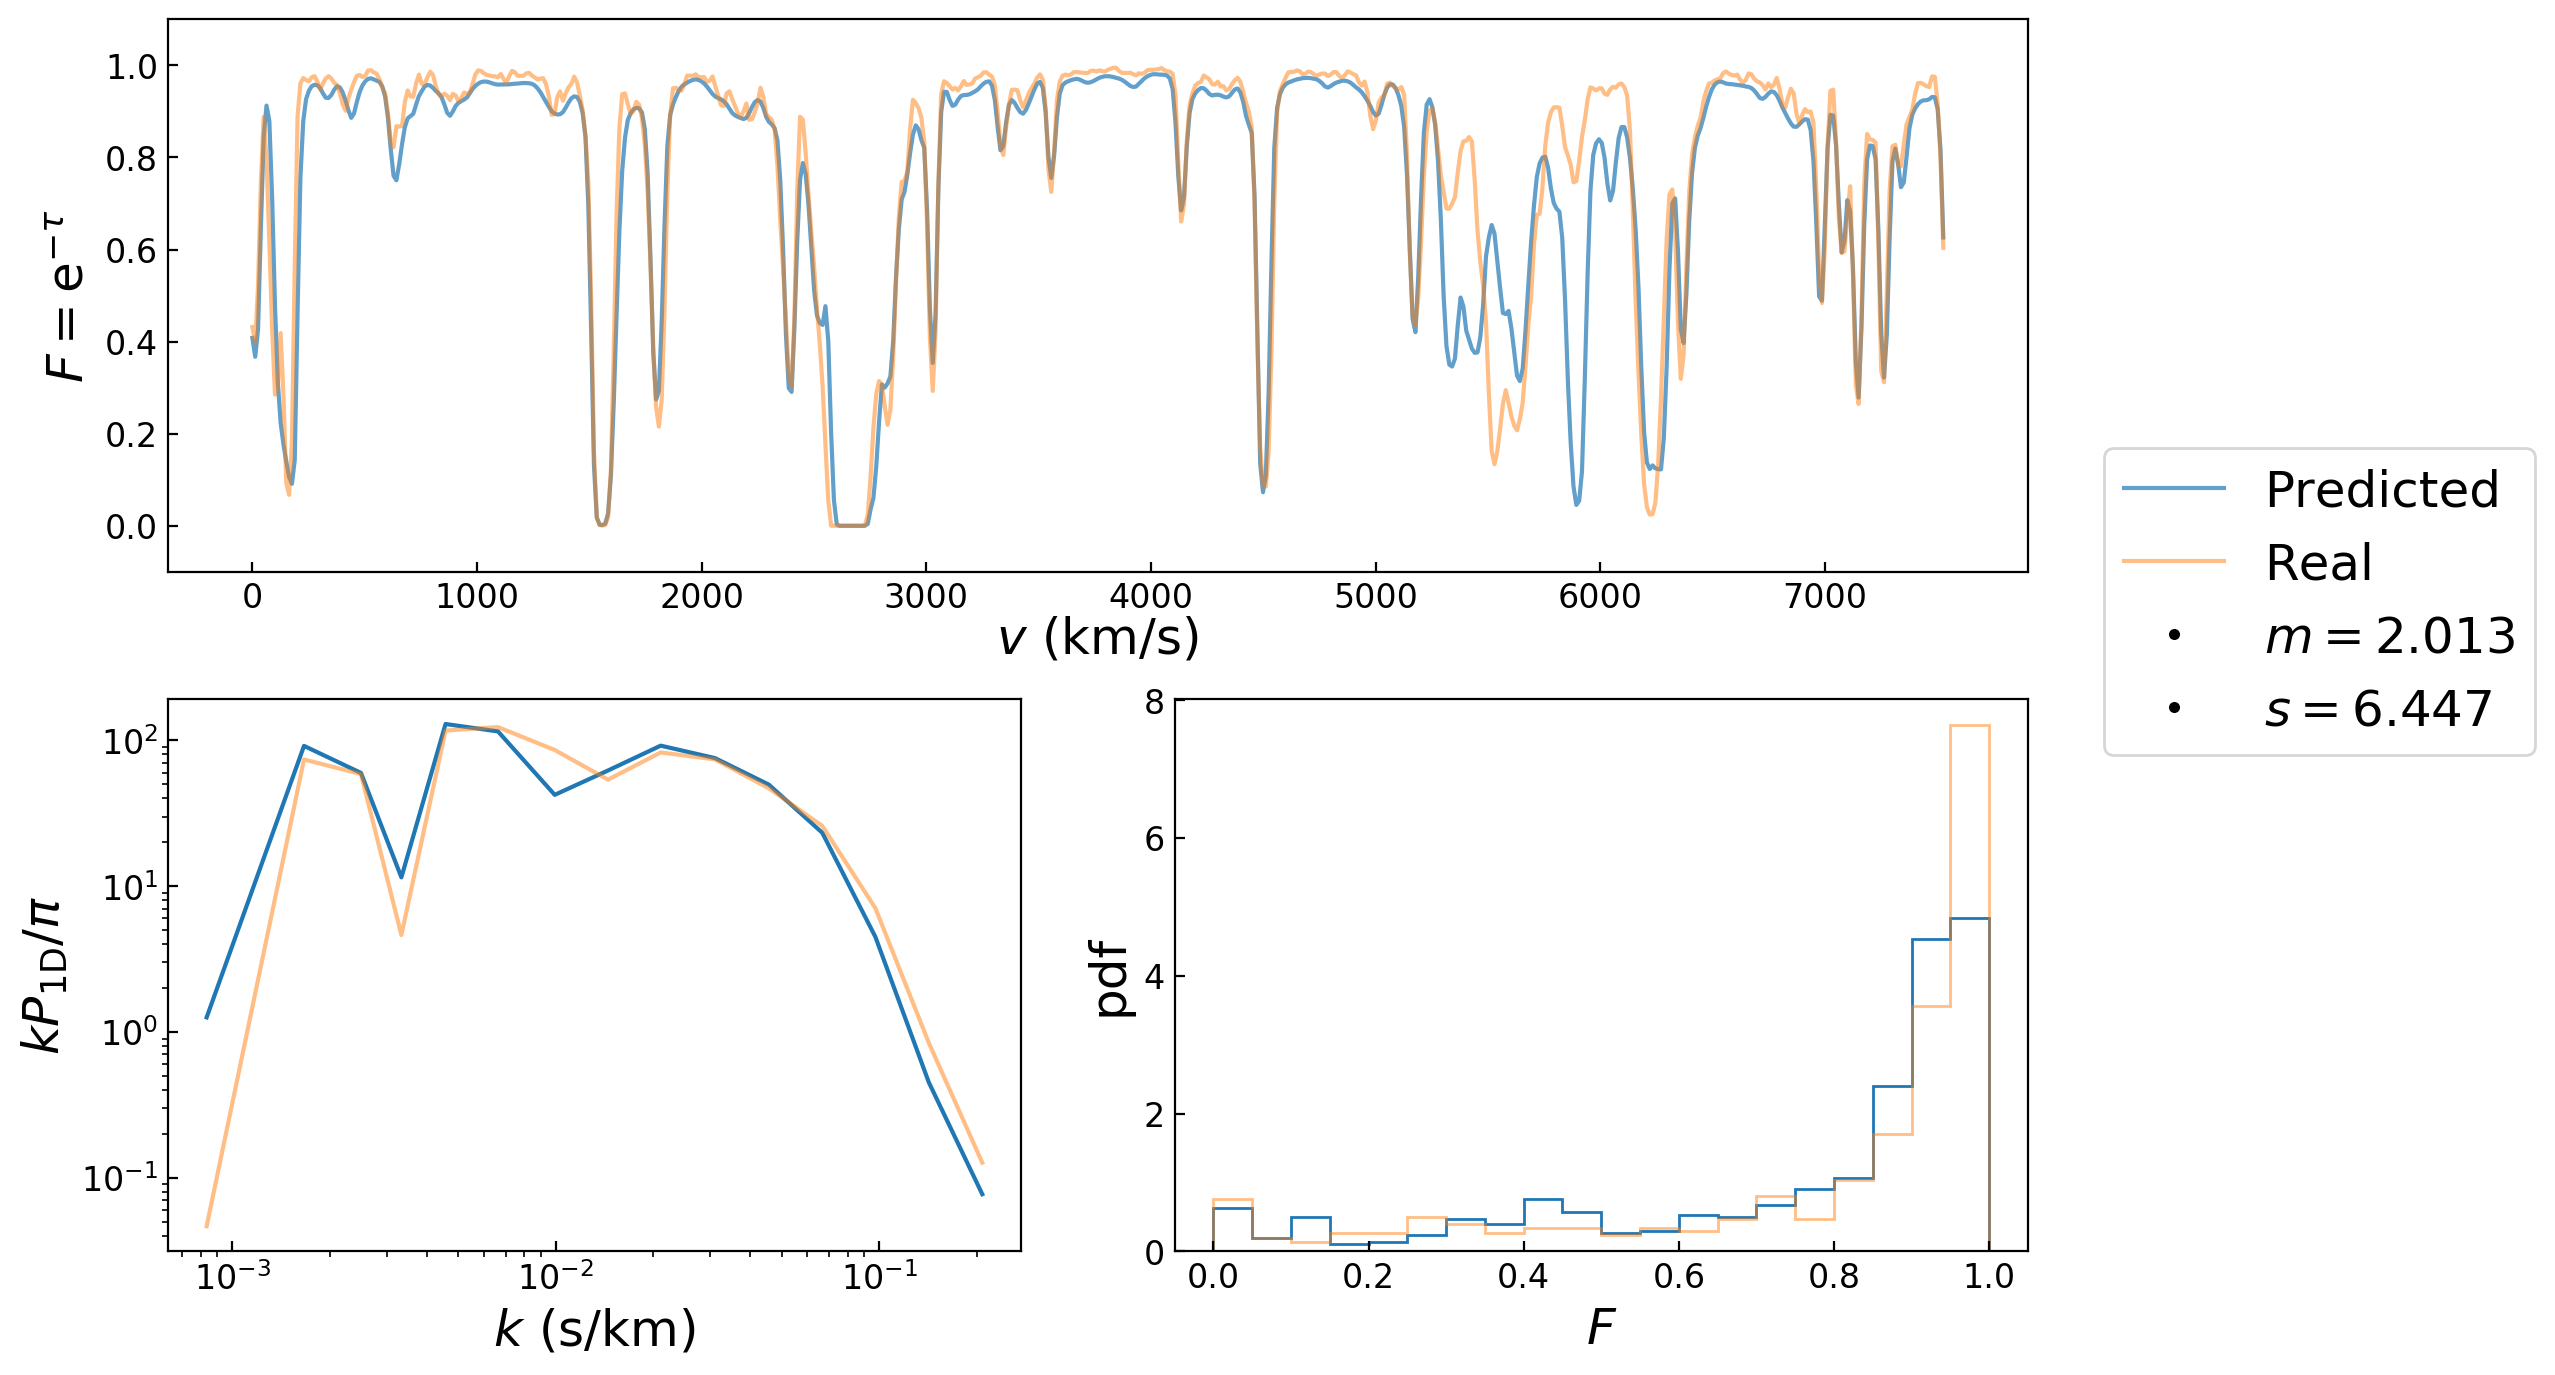 1.0
0.8
0.6
0.4
0.2
0.0
F = e^{−τ}
0 1000 2000 3000 4000 5000 6000 7000
v (km/s)
Predicted
Real
m = 2.013
s = 6.447
10^2
10^1
10^0
10^{−1}
kP_{1D}/π
10^{−3} 10^{−2} 10^{−1}
k (s/km)
8
6
4
2
0
pdf
0.0 0.2 0.4 0.6 0.8 1.0
F